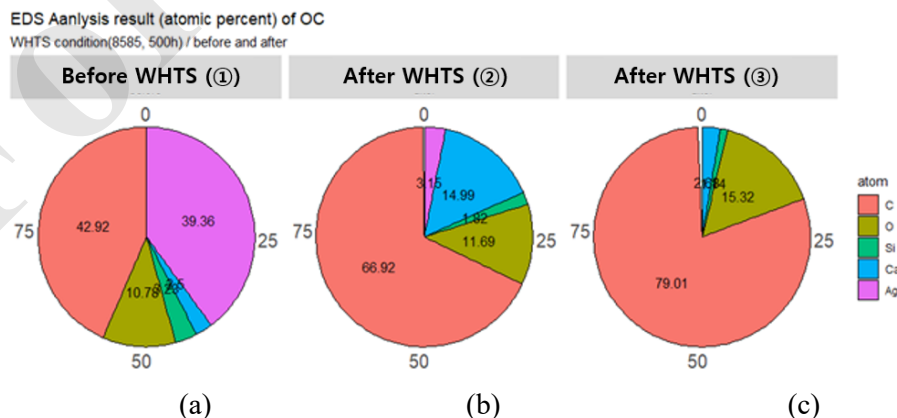 EDS Aanlysis result (atomic percent) of OC
WHTS condition(8585, 500h) / before and after
Before WHTS (①)
After WHTS (②)
After WHTS (③)
0
25
50
75
42.92
39.36
10.78
0
25
50
75
3.15
14.99
1.82
11.69
66.92
0
25
50
75
15.32
79.01
atom
C
O
Si
Ca
Ag
(a)
(b)
(c)